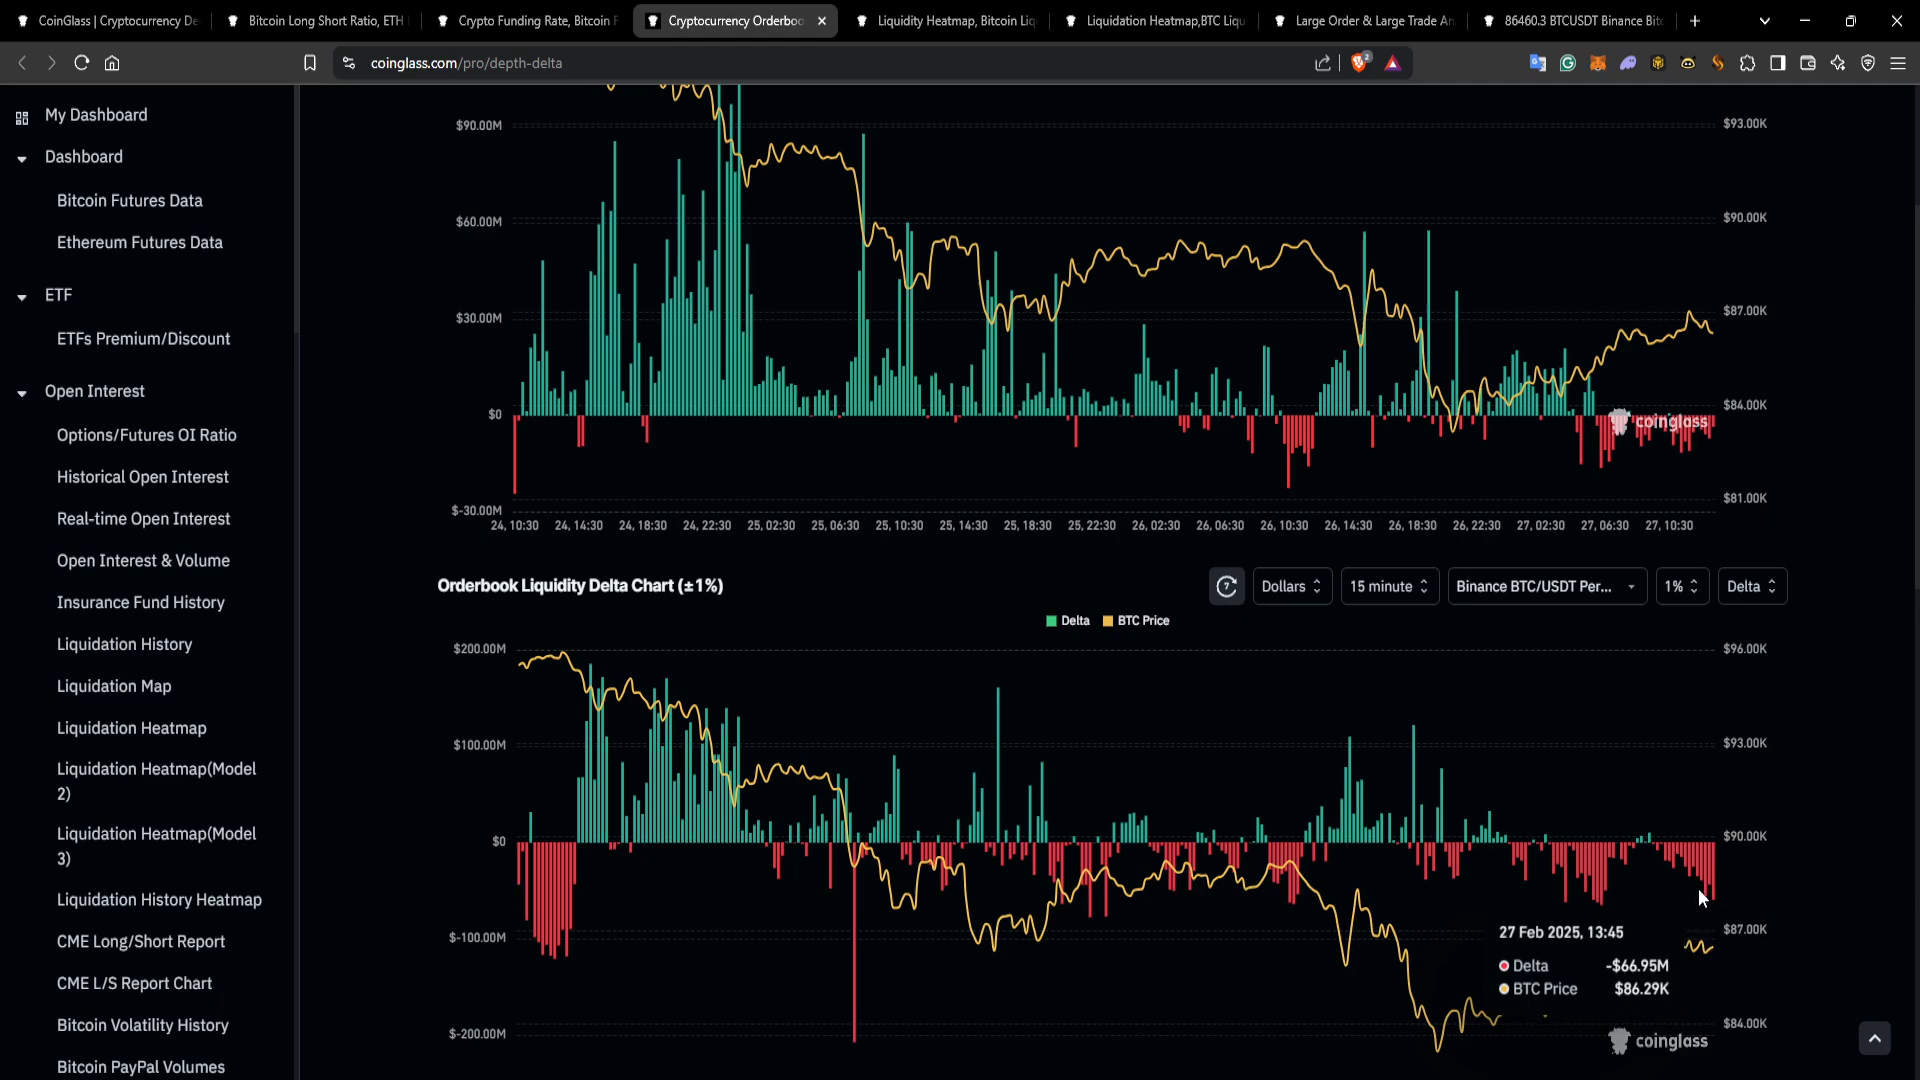 CoinGlass | Cryptocurrency De
Bitcoin Long Short Ratio, ETH
Crypto Funding Rate, Bitcoin F
Cryptocurrency Orderboo
Liquidity Heatmap, Bitcoin Liq
Liquidation Heatmap,BTC Liqu
Large Order & Large Trade An
86460.3 BTCUSDT Binance Bitc
coinglass.com/pro/depth-delta
2
My Dashboard
Dashboard
Bitcoin Futures Data
Ethereum Futures Data
ETF
ETFs Premium/Discount
Open Interest
Options/Futures OI Ratio
Historical Open Interest
Real-time Open Interest
Open Interest & Volume
Insurance Fund History
Liquidation History
Liquidation Map
Liquidation Heatmap
Liquidation Heatmap(Model
2)
Liquidation Heatmap(Model
3)
Liquidation History Heatmap
CME Long/Short Report
CME L/S Report Chart
Bitcoin Volatility History
Bitcoin PayPal Volumes
$90.00M $93.00K
$60.00M $90.00K
$30.00M $87.00K
$0 $84.00K
coinglass
$-30.00M $81.00K
24, 10:30 24, 14:30 24, 18:30 24, 22:30 25, 02:30 25, 06:30 25, 10:30 25, 14:30 25, 18:30 25, 22:30 26, 02:30 26, 06:30 26, 10:30 26, 14:30 26, 18:30 26, 22:30 27, 02:30 27, 06:30 27, 10:30
Orderbook Liquidity Delta Chart (±1%)
7 Dollars 15 minute Binance BTC/USDT Per... 1% Delta
Delta BTC Price
$200.00M $96.00K
$100.00M $93.00K
$0 $90.00K
$-100.00M $87.00K
27 Feb 2025, 13:45
Delta -$66.95M
BTC Price $86.29K
$-200.00M $84.00K
coinglass